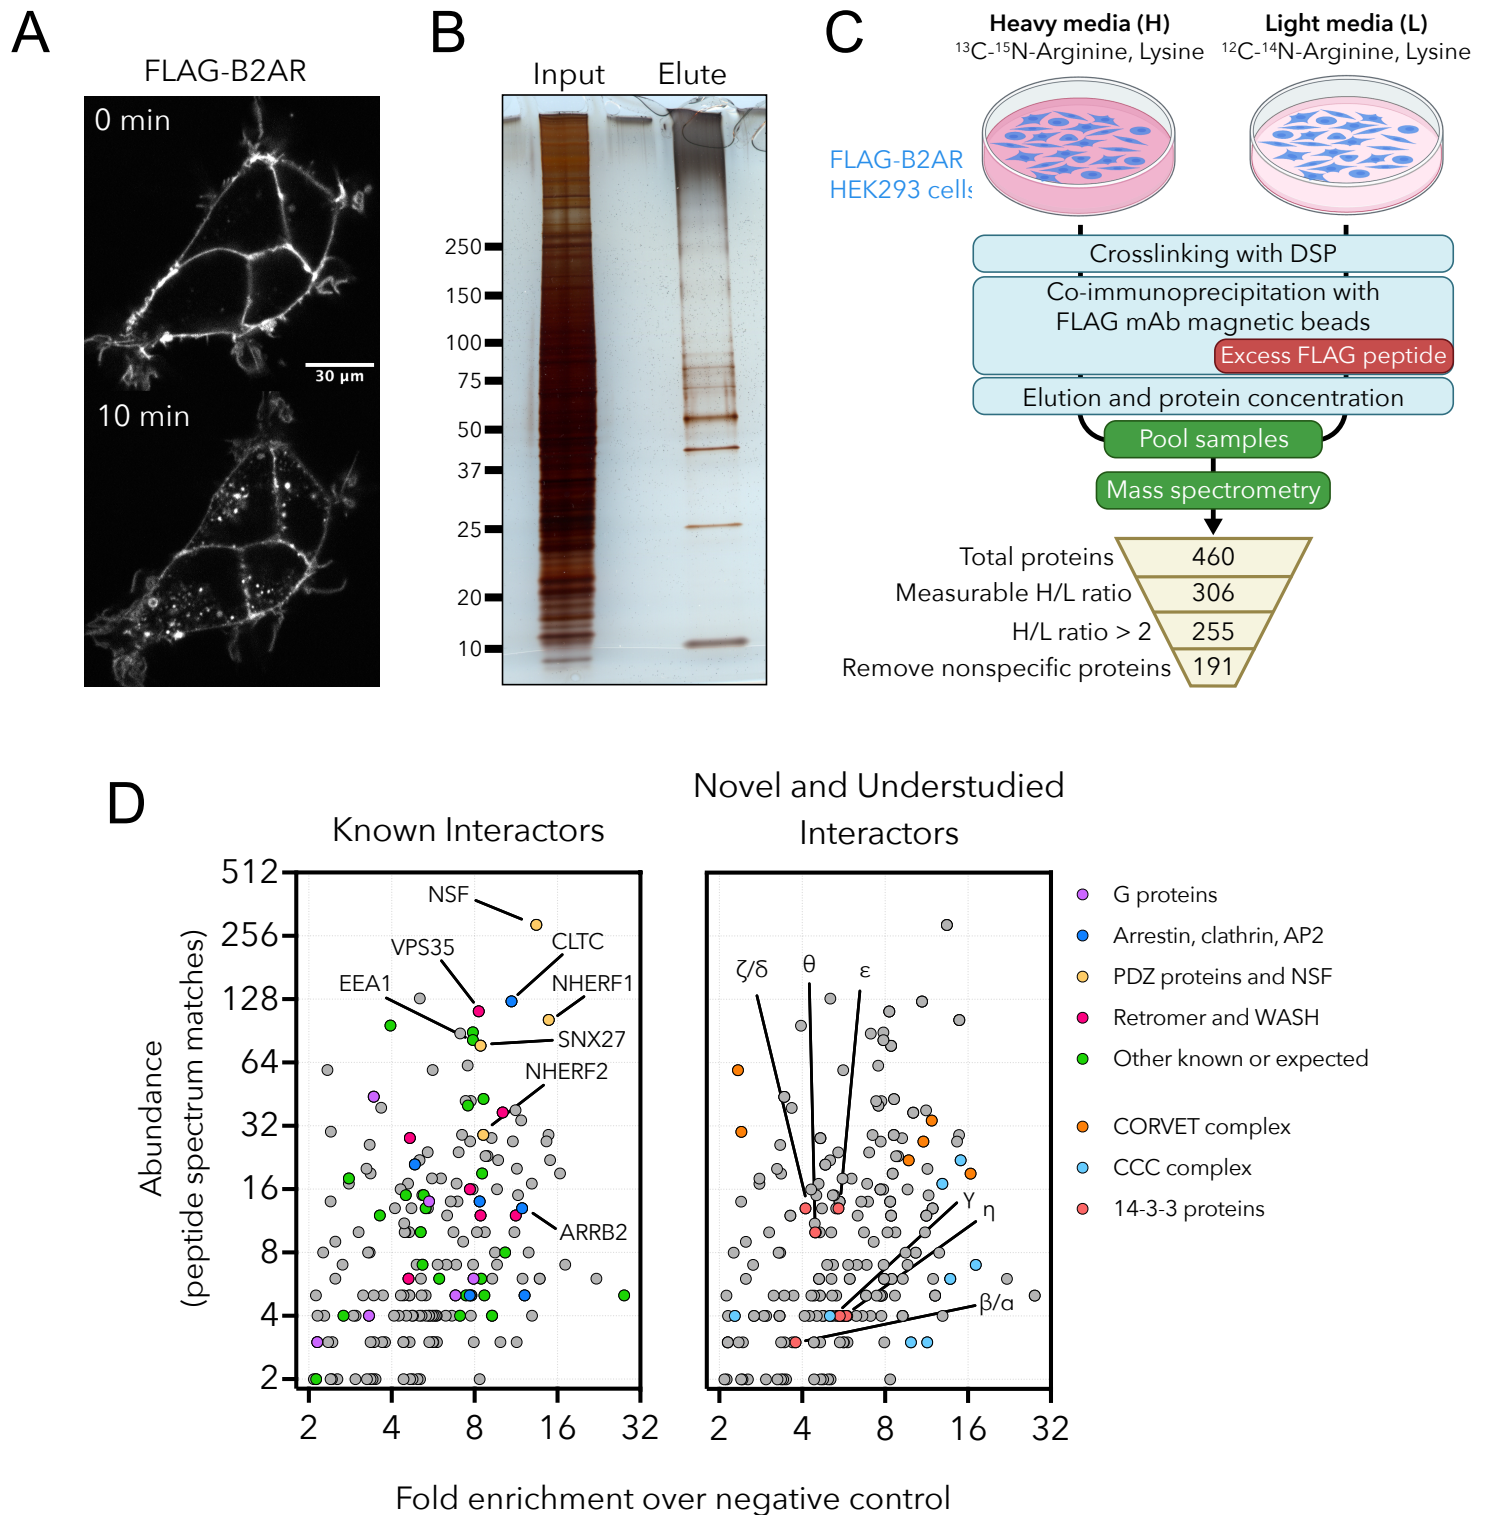 A
FLAG-B2AR
0 min
30 µm
10 min
B
Input
Elute
250
150
100
75
50
37
25
20
10
C
Heavy media (H)
¹³C-¹⁵N-Arginine, Lysine
Light media (L)
¹²C-¹⁴N-Arginine, Lysine
FLAG-B2AR
HEK293 cells
Crosslinking with DSP
Co-immunoprecipitation with
FLAG mAb magnetic beads
Excess FLAG peptide
Elution and protein concentration
Pool samples
Mass spectrometry
Total proteins 460
Measurable H/L ratio 306
H/L ratio > 2 255
Remove nonspecific proteins 191
D
Known Interactors
Novel and Understudied
Interactors
Abundance
(peptide spectrum matches)
512
256
128
64
32
16
8
4
2
NSF
VPS35
CLTC
EEA1
NHERF1
SNX27
NHERF2
ARRB2
2 4 8 16 32
ζ/δ
θ
ε
γ
η
β/α
2 4 8 16 32
Fold enrichment over negative control
G proteins
Arrestin, clathrin, AP2
PDZ proteins and NSF
Retromer and WASH
Other known or expected
CORVET complex
CCC complex
14-3-3 proteins